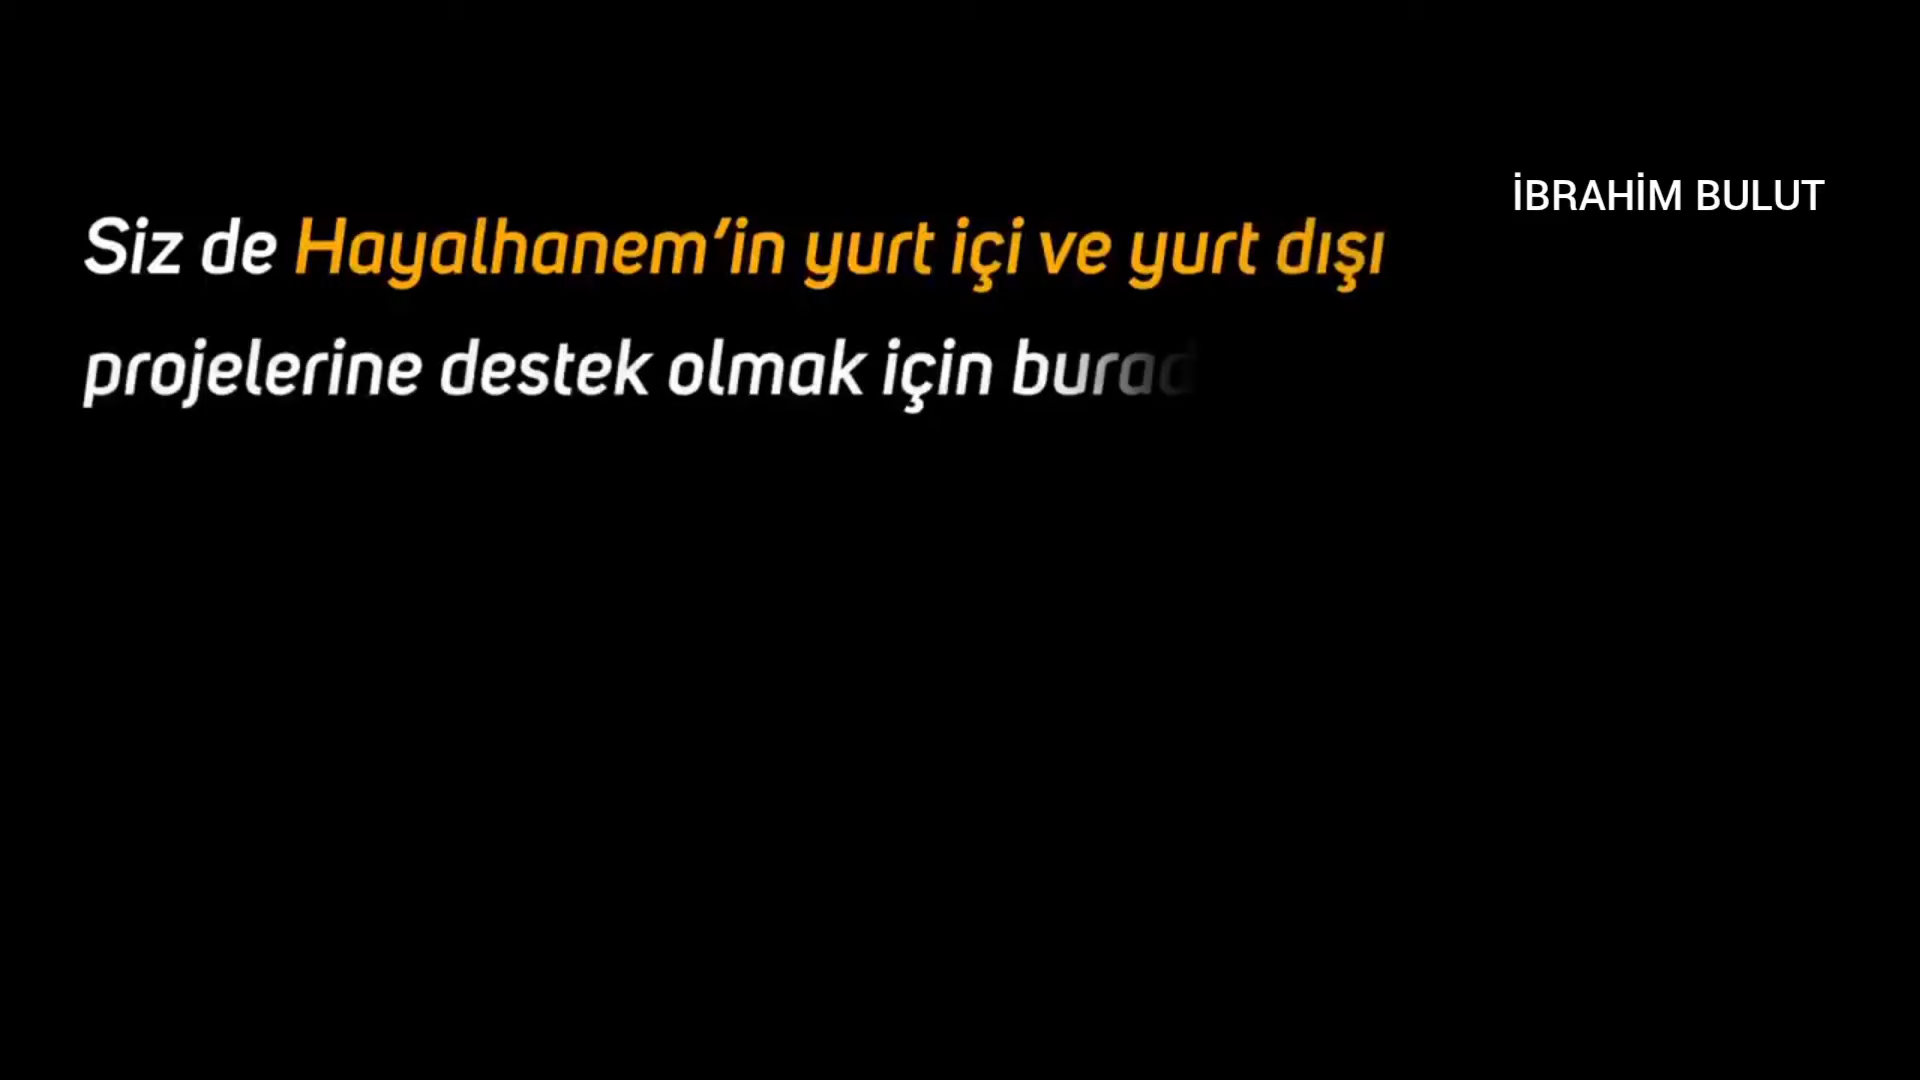 İBRAHİM BULUT
Siz de Hayalhanem’in yurt içi ve yurt dışı
projelerine destek olmak için